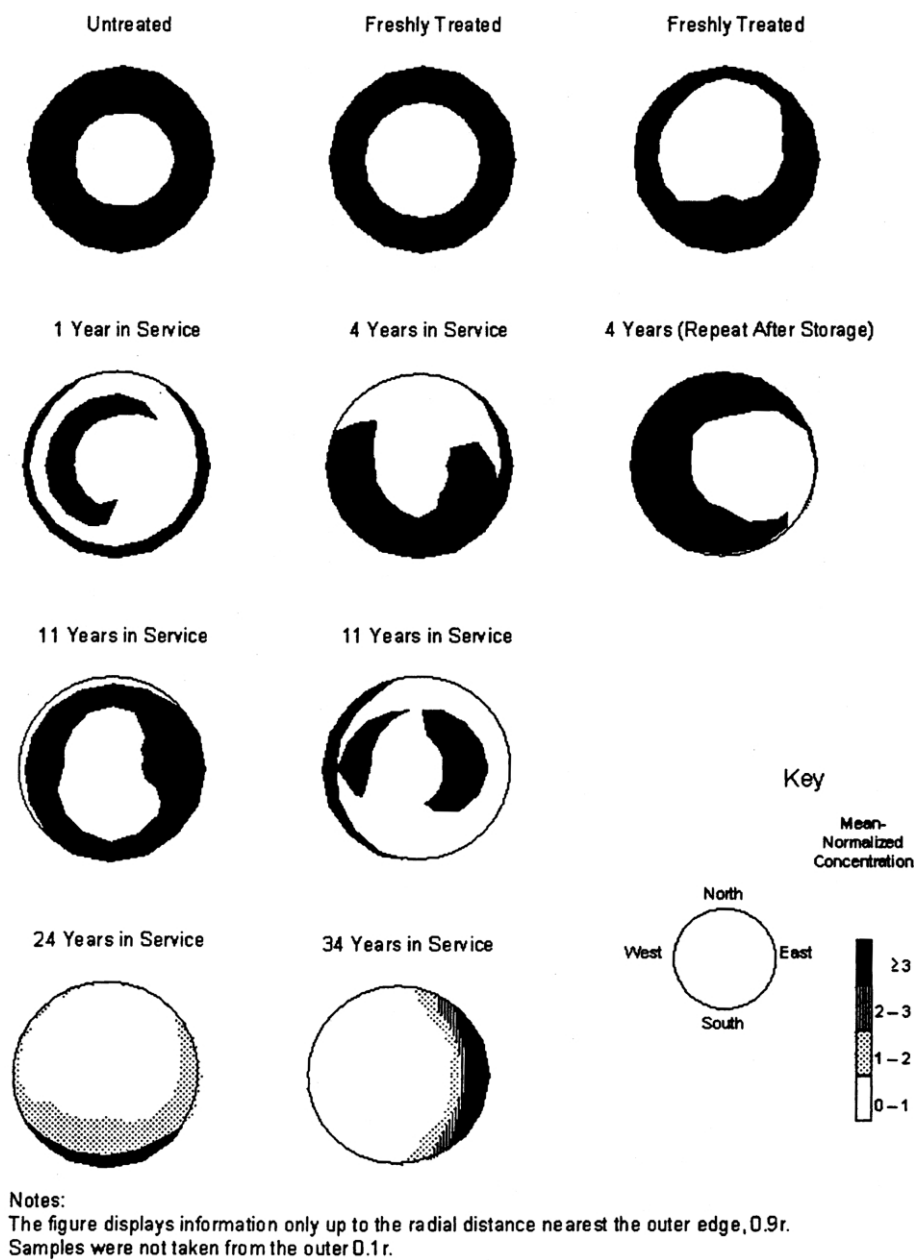 Untreated
Freshly Treated
Freshly Treated
1 Year in Service
4 Years in Service
4 Years (Repeat After Storage)
11 Years in Service
11 Years in Service
24 Years in Service
34 Years in Service
Key
Mean-
Normalized
Concentration
North
West
East
South
≥3
2–3
1–2
0–1
Notes:
The figure displays information only up to the radial distance nearest the outer edge, 0.9r.
Samples were not taken from the outer 0.1r.